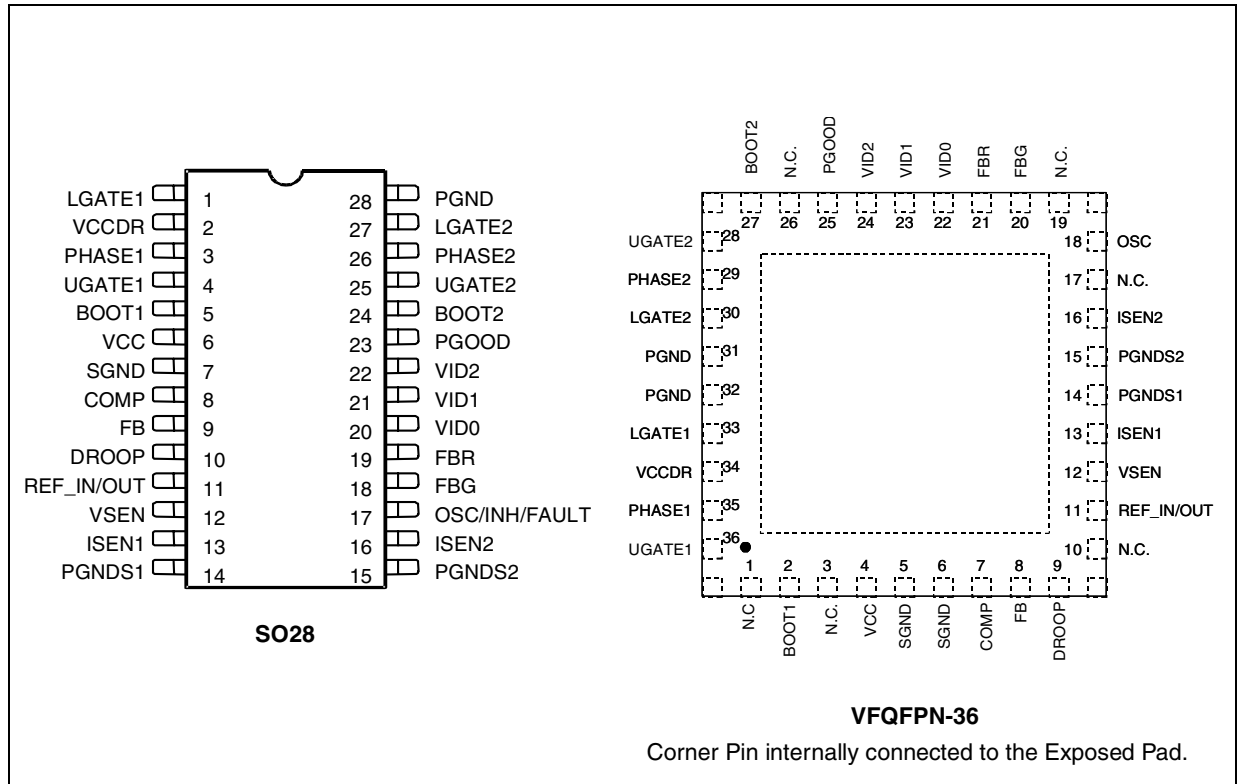 LGATE1 1 28 PGND
VCCDR 2 27 LGATE2
PHASE1 3 26 PHASE2
UGATE1 4 25 UGATE2
BOOT1 5 24 BOOT2
VCC 6 23 PGOOD
SGND 7 22 VID2
COMP 8 21 VID1
FB 9 20 VID0
DROOP 10 19 FBR
REF_IN/OUT 11 18 FBG
VSEN 12 17 OSC/INH/FAULT
ISEN1 13 16 ISEN2
PGNDS1 14 15 PGNDS2
SO28
BOOT2 N.C. PGOOD VID2 VID1 VID0 FBR FBG N.C.
27 26 25 24 23 22 21 20 19
UGATE2 28 18 OSC
PHASE2 29 17 N.C.
LGATE2 30 16 ISEN2
PGND 31 15 PGNDS2
PGND 32 14 PGNDS1
LGATE1 33 13 ISEN1
VCCDR 34 12 VSEN
PHASE1 35 11 REF_IN/OUT
UGATE1 36 10 N.C.
1 2 3 4 5 6 7 8 9
N.C BOOT1 N.C. VCC SGND SGND COMP FB DROOP
VFQFPN-36
Corner Pin internally connected to the Exposed Pad.